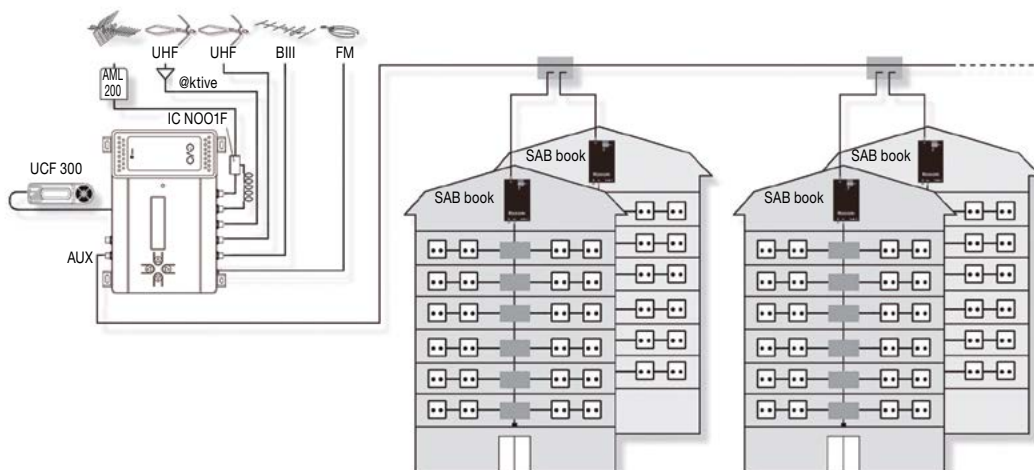 UHF
UHF
BIII
FM
AML
200
@ktive
IC NOO1F
UCF 300
AUX
SAB book
SAB book
SAB book
SAB book